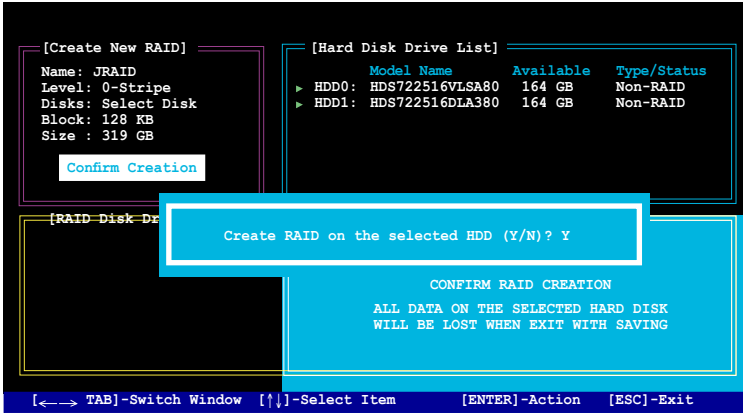 [Create New RAID]
Name: JRAID
Level: 0-Stripe
Disks: Select Disk
Block: 128 KB
Size : 319 GB
Confirm Creation
[Hard Disk Drive List]
Model Name Available Type/Status
▶ HDD0: HDS722516VLSA80 164 GB Non-RAID
▶ HDD1: HDS722516DLA380 164 GB Non-RAID
[RAID Disk Dr
Create RAID on the selected HDD (Y/N)? Y
CONFIRM RAID CREATION
ALL DATA ON THE SELECTED HARD DISK
WILL BE LOST WHEN EXIT WITH SAVING
[←→ TAB]-Switch Window [↑↓]-Select Item [ENTER]-Action [ESC]-Exit